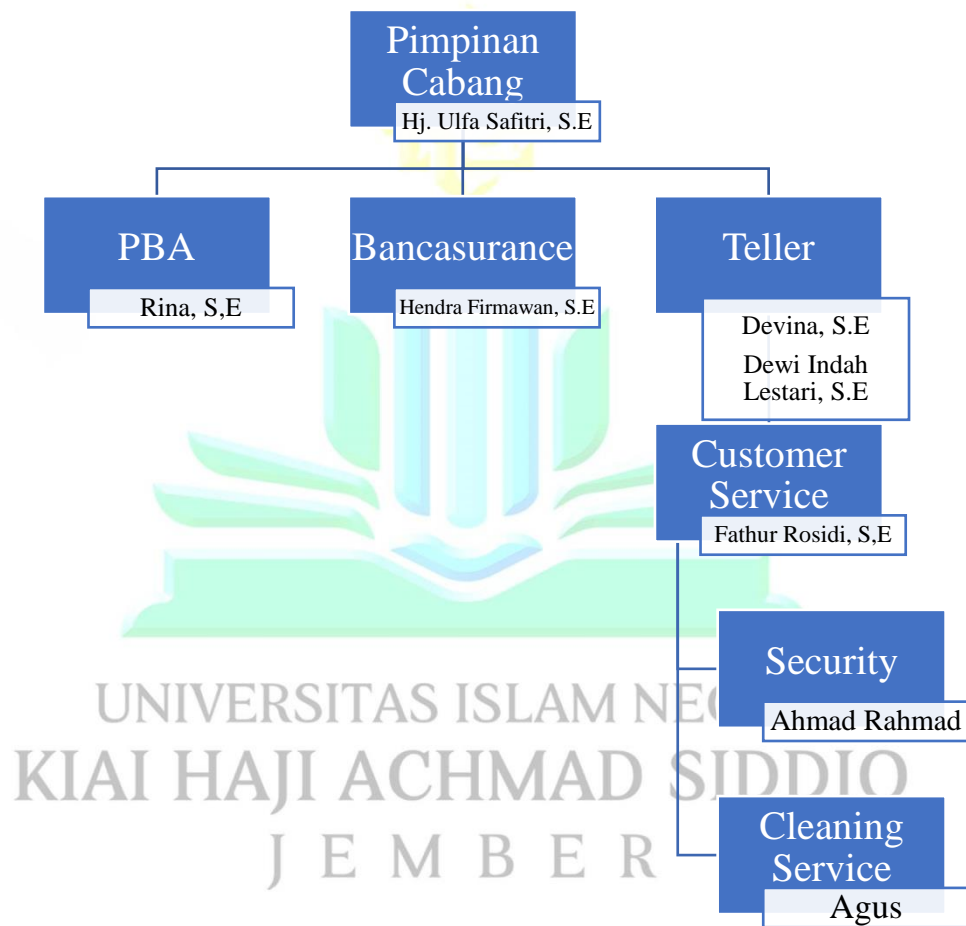 Pimpinan
Cabang
Hj. Ulfa Safitri, S.E
PBA
Rina, S,E
Bancasurance
Hendra Firmawan, S.E
Teller
Devina, S.E
Dewi Indah
Lestari, S.E
Customer
Service
Fathur Rosidi, S,E
Security
Ahmad Rahmad
Cleaning
Service
Agus
UNIVERSITAS ISLAM
KIAI HAJI ACHMAD SIDDIQ
JEMBER